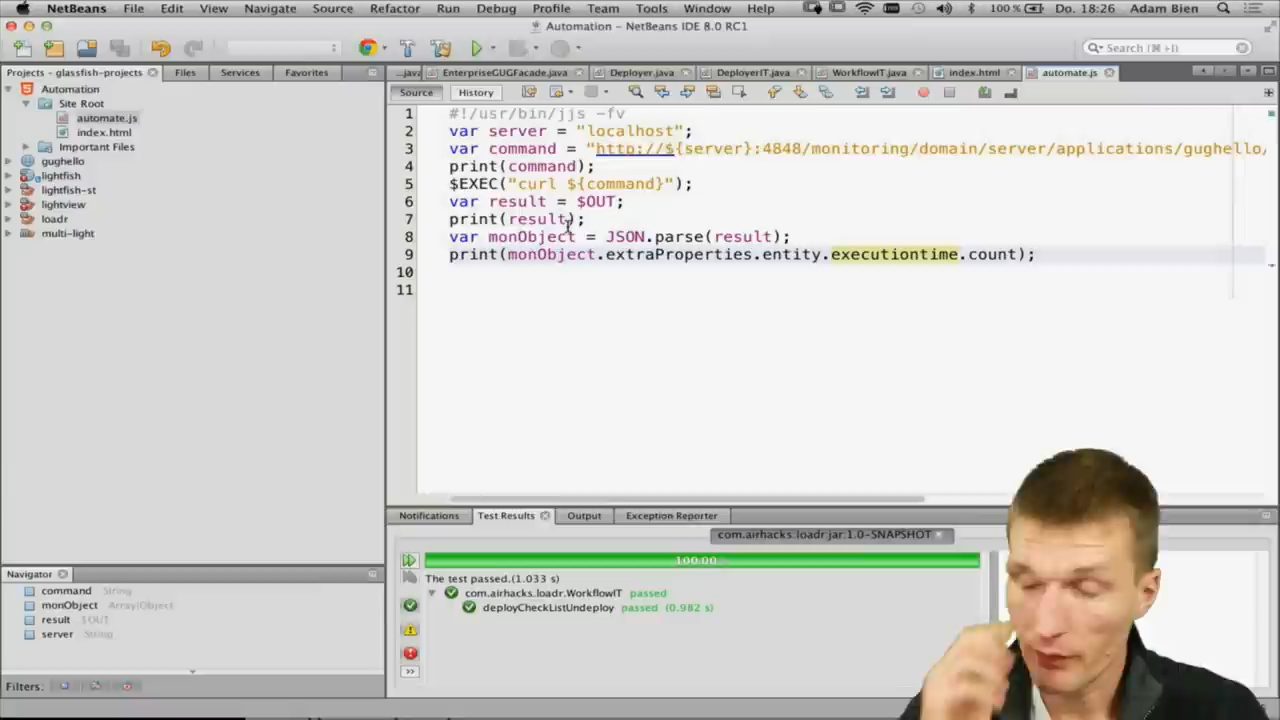 NetBeans File Edit View Navigate Source Refactor Run Debug Profile Team Tools Window Help 100 % Do. 18:26 Adam Bien
Automation - NetBeans IDE 8.0 RC1
Search (⌘+I)
Projects - glassfish-projects Files Services Favorites
...java EnterpriseGUGFacade.java Deployer.java DeployerIT.java WorkflowIT.java index.html automate.js
Source History
Automation
Site Root
automate.js
index.html
Important Files
gughello
lightfish
lightfish-st
lightview
loadr
multi-light
1 #!/usr/bin/jjs -fv
2 var server = "localhost";
3 var command = "http://${server}:4848/monitoring/domain/server/applications/gughello/
4 print(command);
5 $EXEC("curl ${command}");
6 var result = $OUT;
7 print(result);
8 var monObject = JSON.parse(result);
9 print(monObject.extraProperties.entity.executiontime.count);
10
11
Navigator
command String
monObject Array|Object
result $OUT
server String
Filters:
Notifications Test Results Output Exception Reporter
com.airhacks:loadr:jar:1.0-SNAPSHOT
100.00
The test passed.(1.033 s)
com.airhacks.loadr.WorkflowIT passed
deployCheckListUndeploy passed (0.982 s)
>>